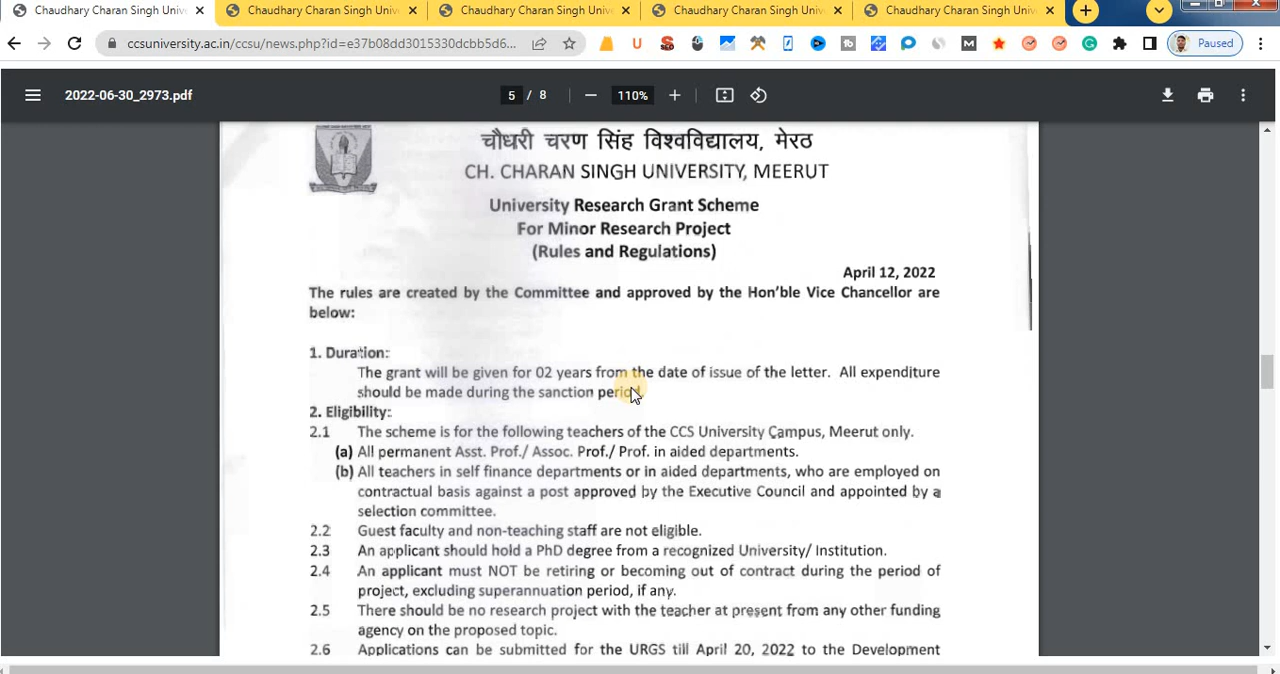 Chaudhary Charan Singh Unive
Chaudhary Charan Singh Unive
Chaudhary Charan Singh Unive
Chaudhary Charan Singh Unive
Chaudhary Charan Singh Unive
ccsuniversity.ac.in/ccsu/news.php?id=e37b08dd3015330dcbb5d6...
Paused
2022-06-30_2973.pdf
5 / 8
110%
चौधरी चरण सिंह विश्वविद्यालय, मेरठ
CH. CHARAN SINGH UNIVERSITY, MEERUT
University Research Grant Scheme
For Minor Research Project
(Rules and Regulations)
April 12, 2022
The rules are created by the Committee and approved by the Hon'ble Vice Chancellor are
below:
1. Duration:
The grant will be given for 02 years from the date of issue of the letter. All expenditure
should be made during the sanction period.
2. Eligibility:
2.1 The scheme is for the following teachers of the CCS University Campus, Meerut only.
(a) All permanent Asst. Prof./ Assoc. Prof./ Prof. in aided departments.
(b) All teachers in self finance departments or in aided departments, who are employed on
contractual basis against a post approved by the Executive Council and appointed by a
selection committee.
2.2 Guest faculty and non-teaching staff are not eligible.
2.3 An applicant should hold a PhD degree from a recognized University/ Institution.
2.4 An applicant must NOT be retiring or becoming out of contract during the period of
project, excluding superannuation period, if any.
2.5 There should be no research project with the teacher at present from any other funding
agency on the proposed topic.
2.6 Applications can be submitted for the URGS till April 20, 2022 to the Development